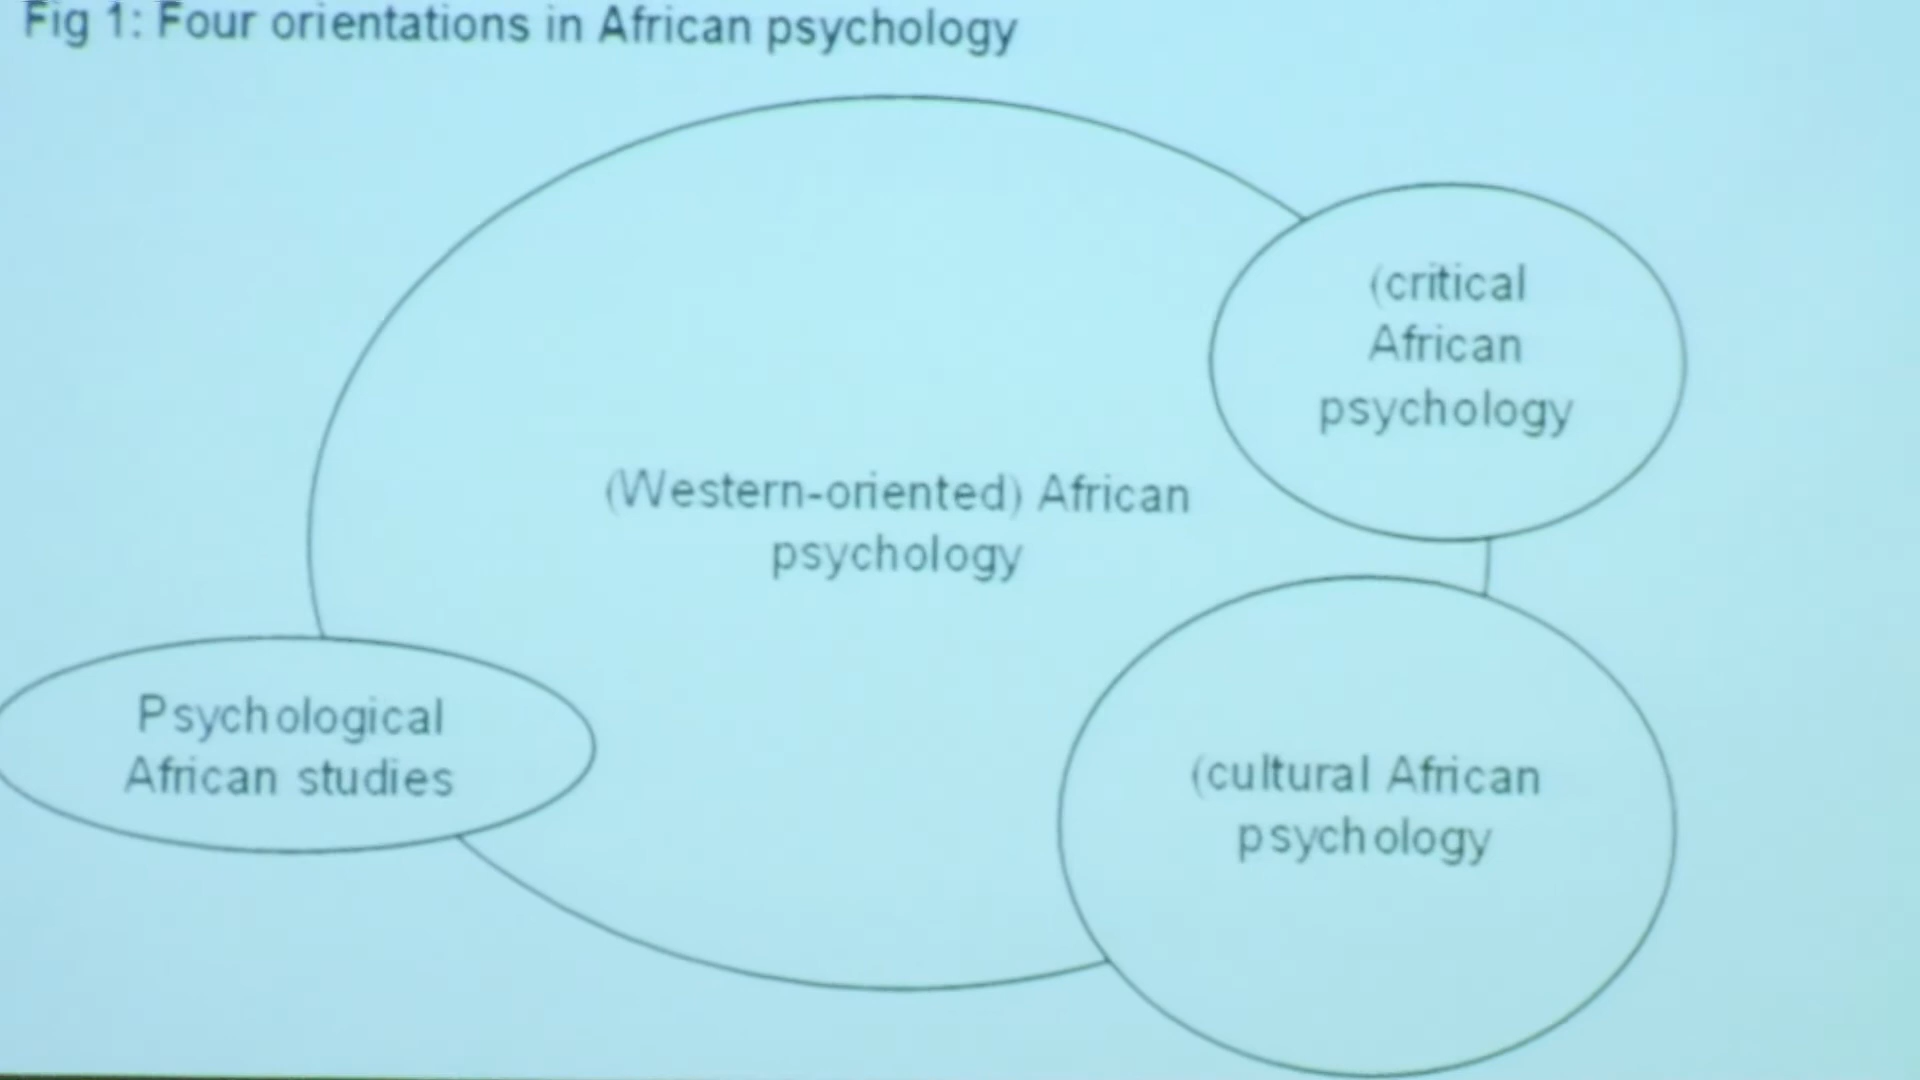 Fig 1: Four orientations in African psychology
(critical
African
psychology
(Western-oriented) African
psychology
Psychological
African studies
(cultural African
psychology